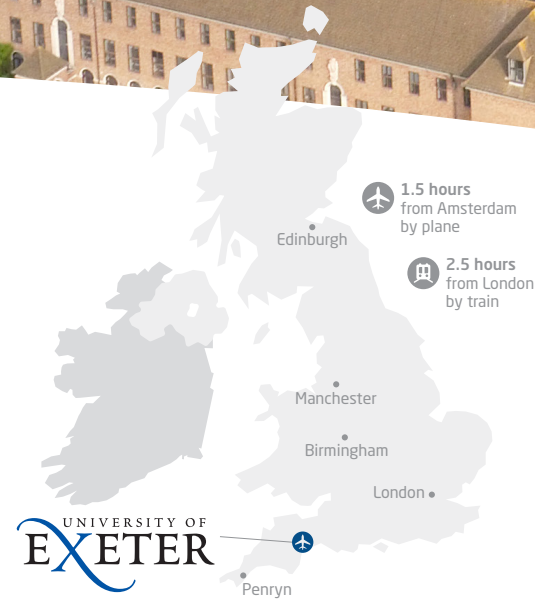 1.5 hours
from Amsterdam
by plane
Edinburgh
2.5 hours
from London
by train
Manchester
Birmingham
London
UNIVERSITY OF
EXETER
Penryn